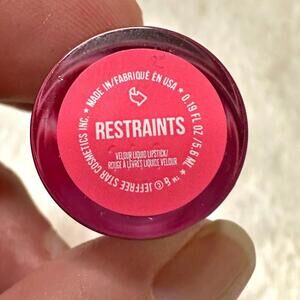 MADE IN/FABRIQUÉ EN USA * 0.19 FL.OZ./5.6 ML * ™ & © JEFFREE STAR COSMETICS INC. *
RESTRAINTS
VELOUR LIQUID LIPSTICK/
ROUGE À LÈVRES LIQUIDE VELOUR